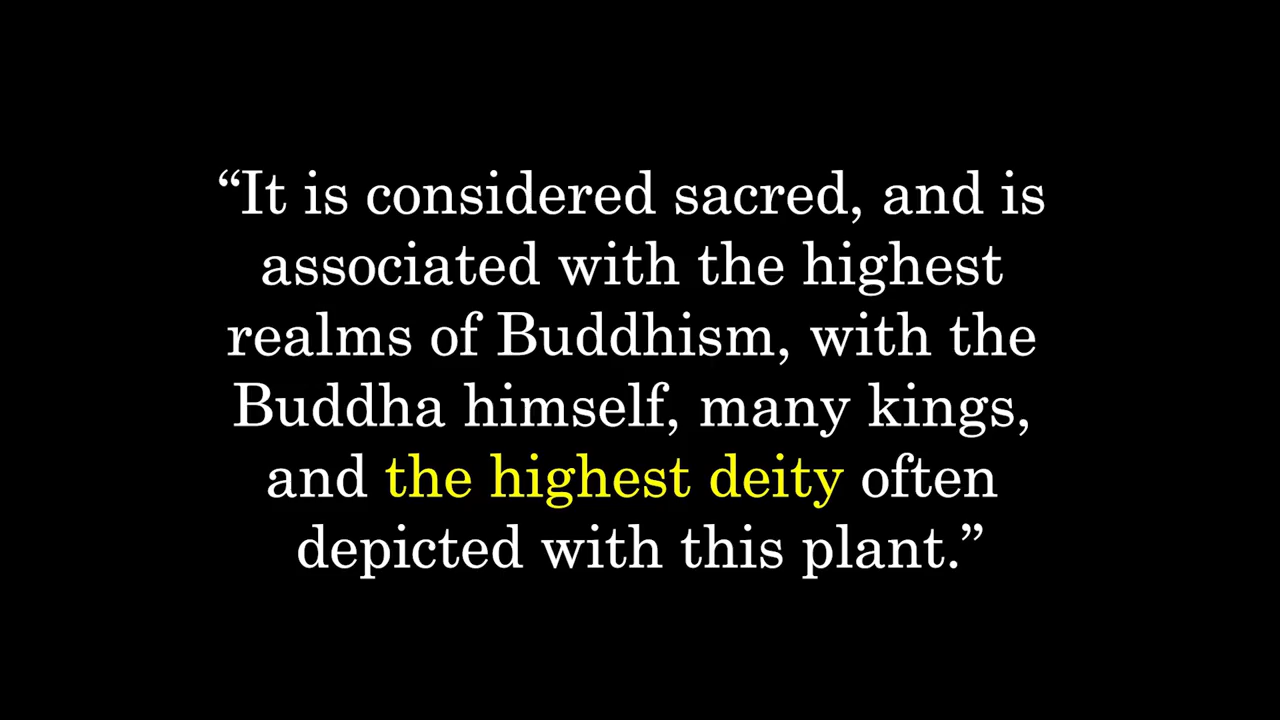 “It is considered sacred, and is
associated with the highest
realms of Buddhism, with the
Buddha himself, many kings,
and the highest deity often
depicted with this plant.”